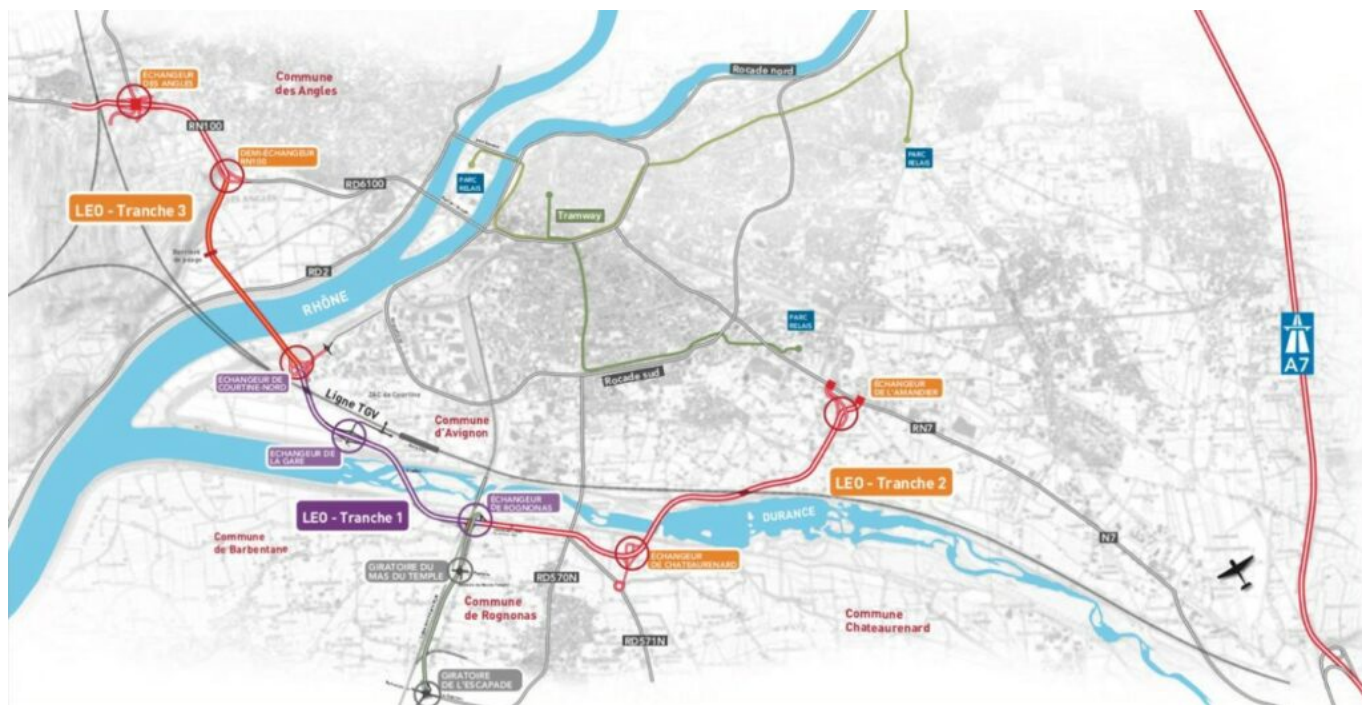 ÉCHANGEUR
DES ANGLES
Commune
des Angles
Rocade nord
RN100
DEMI-ÉCHANGEUR
RN100
RD6100
PARC
RELAIS
PARC
RELAIS
LEO - Tranche 3
Tramway
RD2
RHÔNE
PARC
RELAIS
A7
ÉCHANGEUR DE
COURTINE-NORD
Rocade sud
ÉCHANGEUR
DE L'AMANDIER
Ligne TGV
Commune
d'Avignon
RN7
ÉCHANGEUR DE
LA GARE
LEO - Tranche 2
ÉCHANGEUR
DE ROGNONAS
LEO - Tranche 1
DURANCE
Commune
de Barbentane
N7
ÉCHANGEUR
DE CHATEAURENARD
GIRATOIRE DU
MAS DU TEMPLE
RD570N
Commune
de Rognonas
Commune
Chateaurenard
RD571N
GIRATOIRE
DE L'ESCAPADE